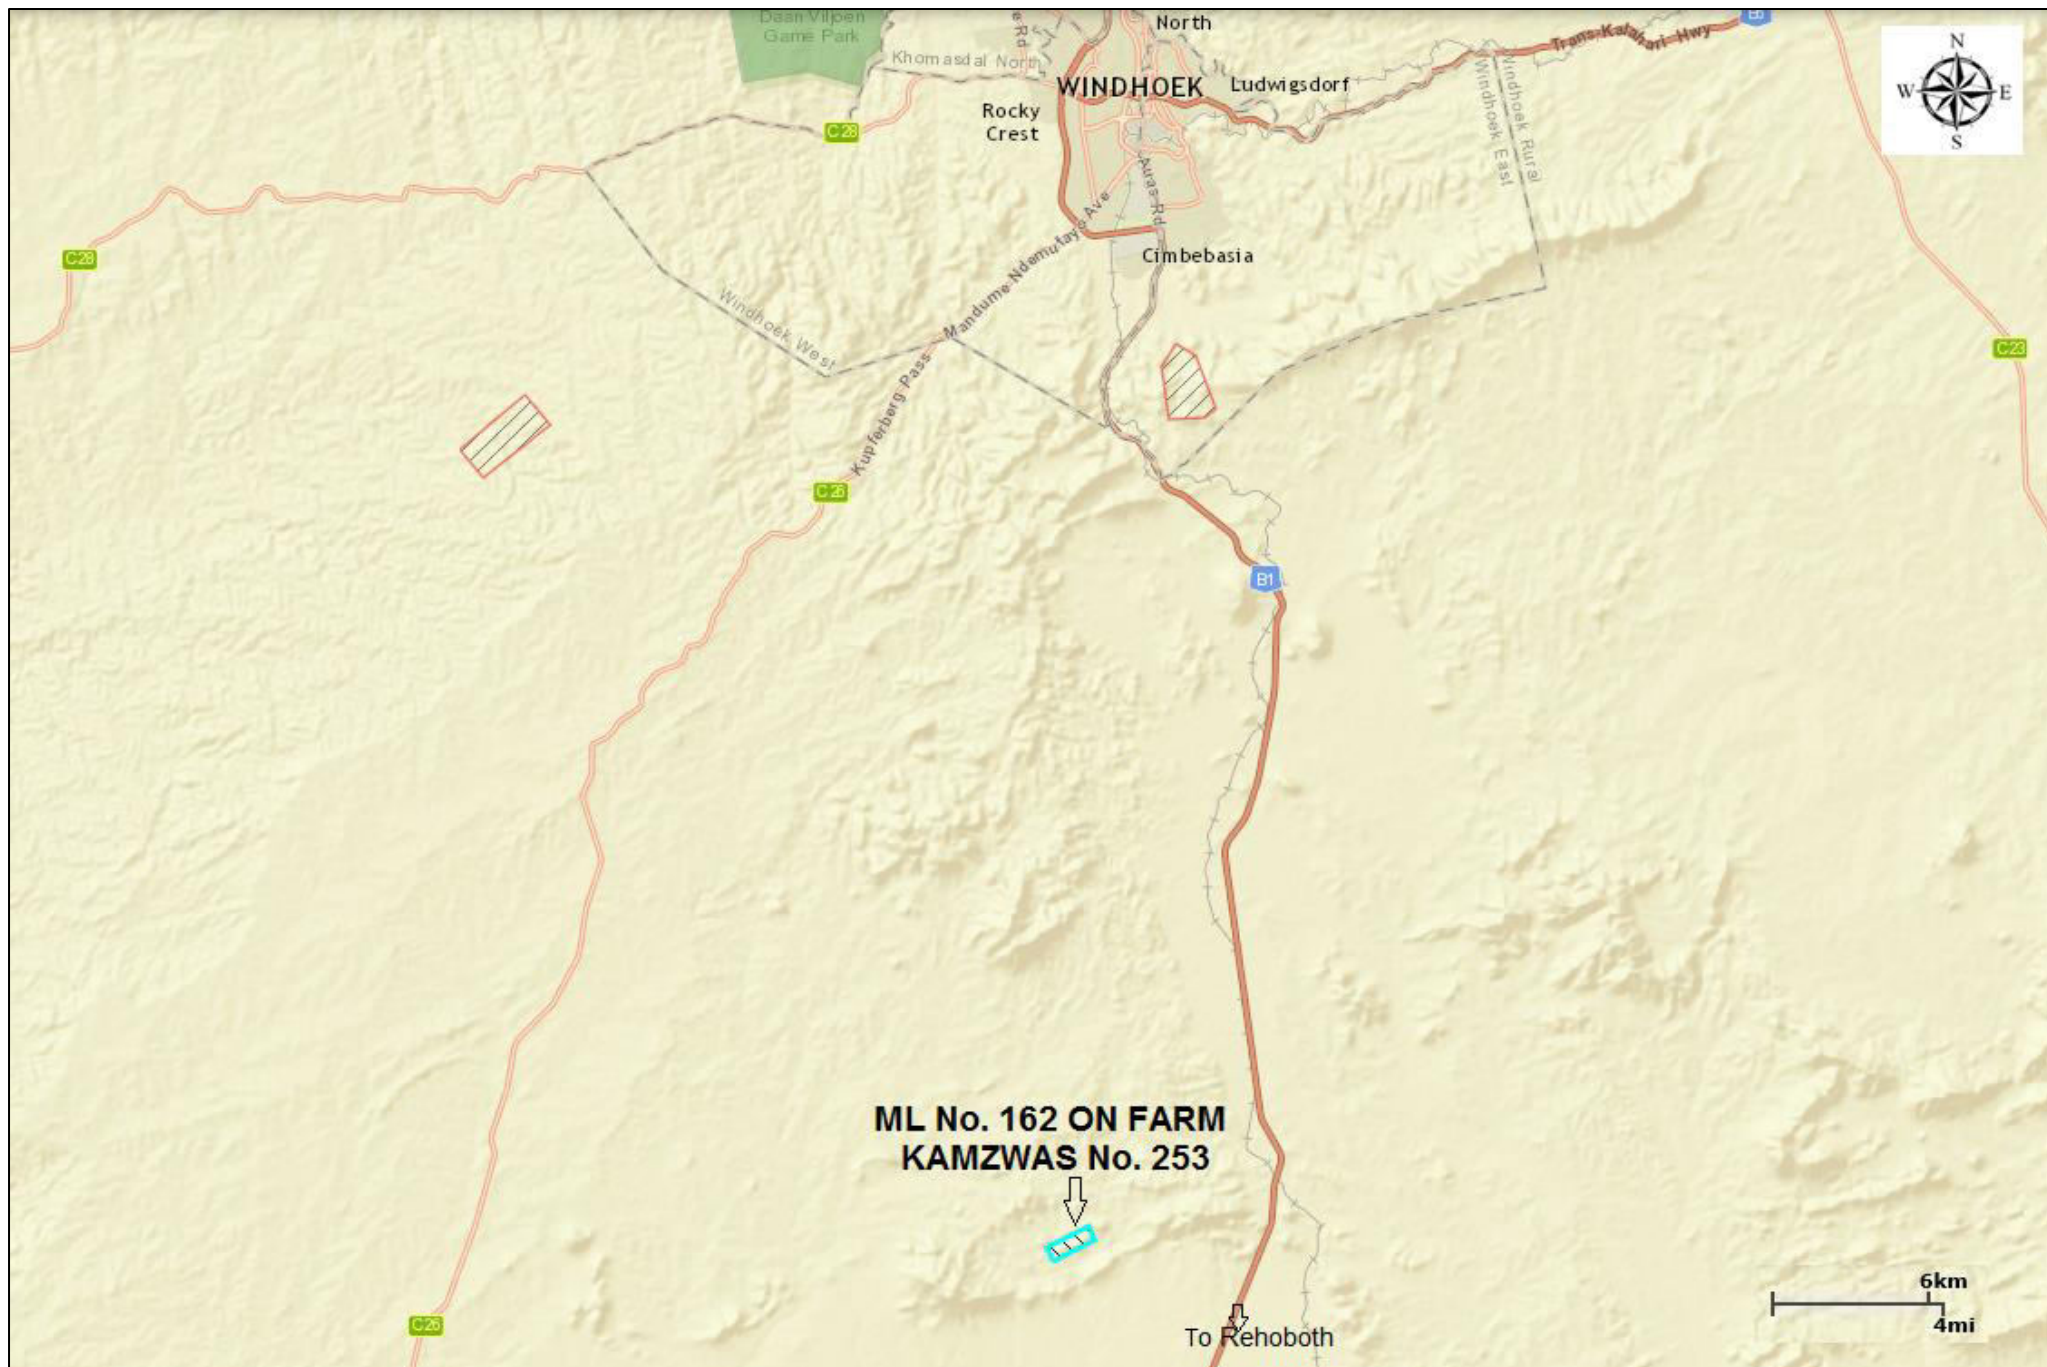 Daan Viljoen
Game Park
North
e Rd
Khomasdal North
WINDHOEK
Ludwigsdorf
Trans-Kalahari Hwy
Rocky
Crest
C28
Windhoek Rural
Windhoek East
N
W
E
S
Auas Rd
Mandume Ndemufayo Ave
Cimbebasia
C28
Windhoek West
C23
Kupferberg Pass
C26
B1
ML No. 162 ON FARM
KAMZWAS No. 253
6km
4mi
C26
To Rehoboth